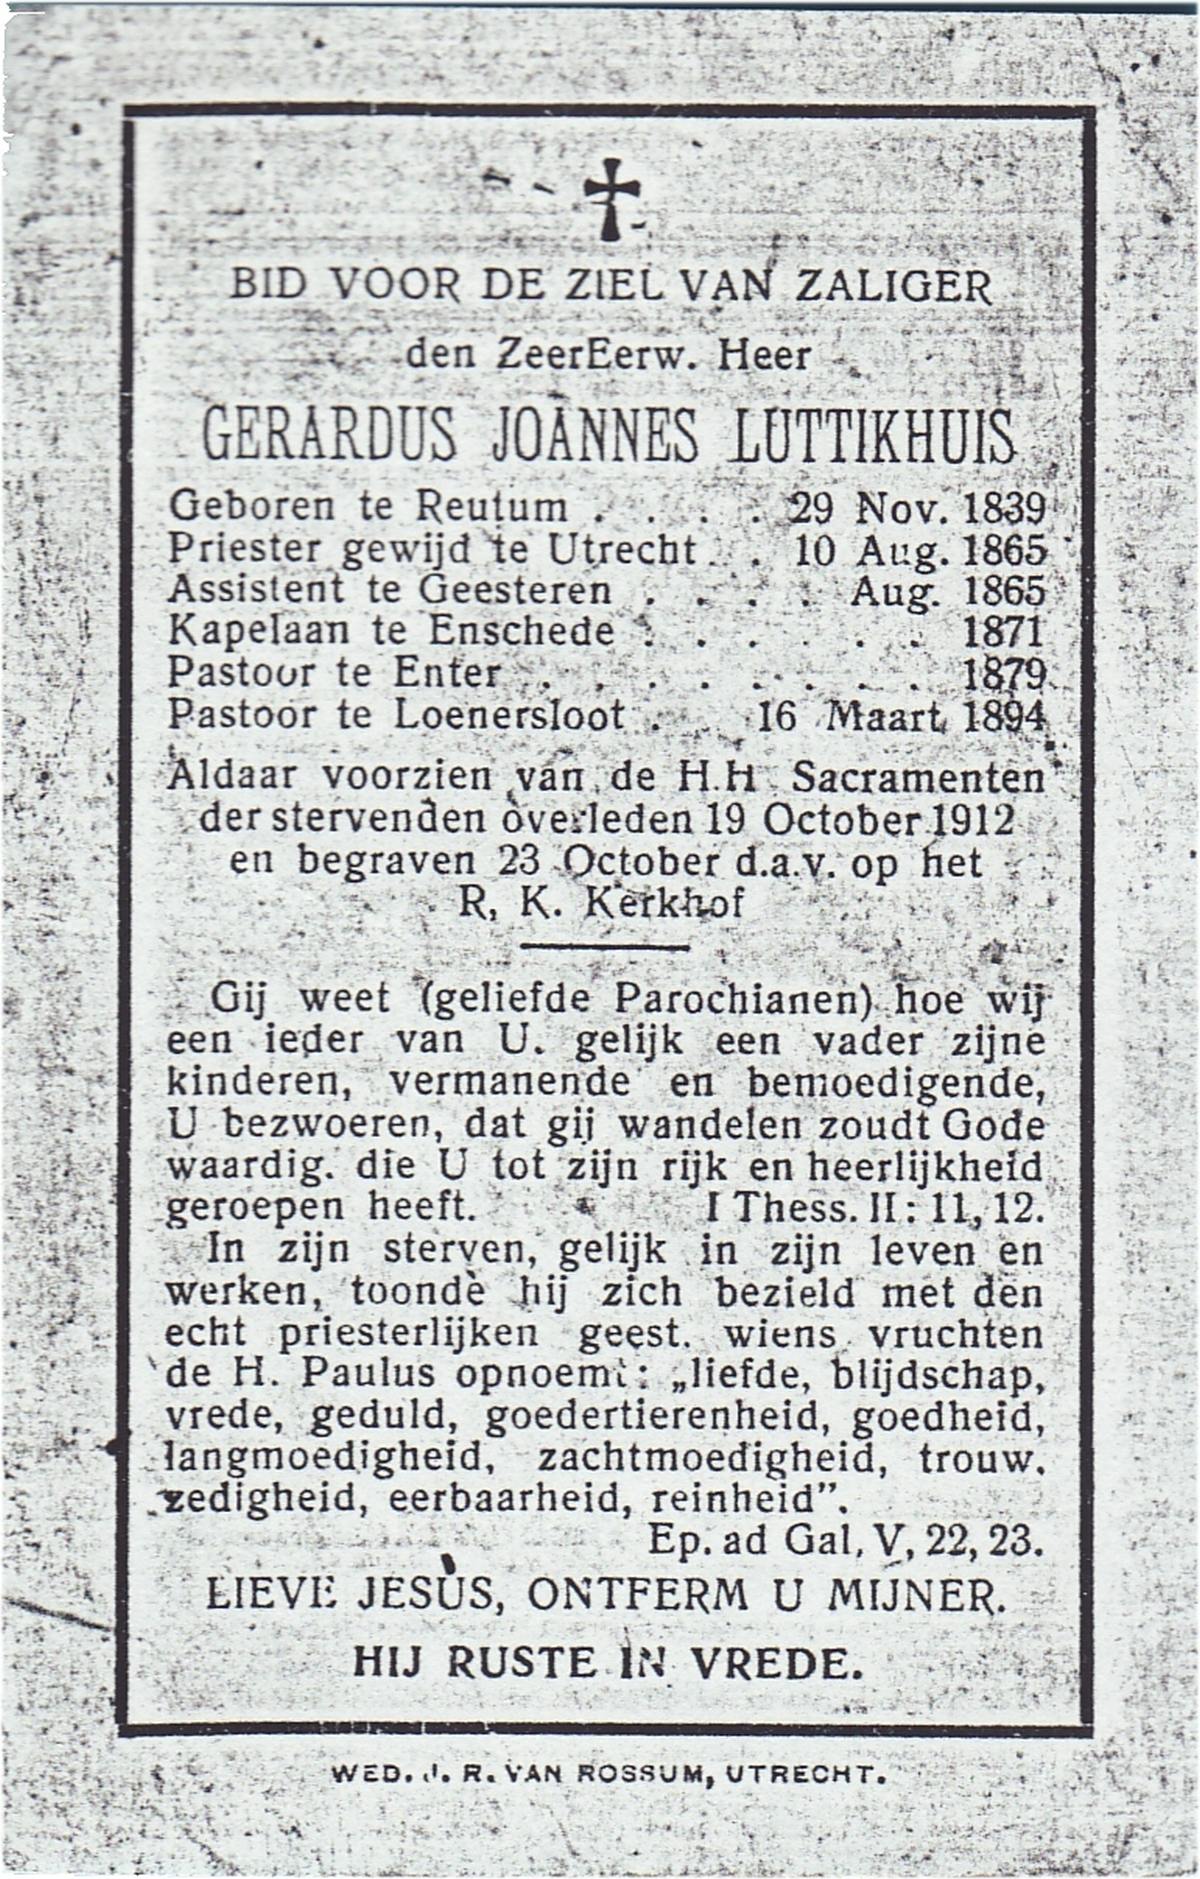 BID VOOR DE ZIEL VAN ZALIGER
den ZeerEerw. Heer
GERARDUS JOANNES LUTTIKHUIS
Geboren te Reutum . . . . 29 Nov. 1839
Priester gewijd te Utrecht . . 10 Aug. 1865
Assistent te Geesteren . . . . Aug. 1865
Kapelaan te Enschede . . . . . . 1871
Pastoor te Enter . . . . . . . . 1879
Pastoor te Loenersloot . 16 Maart 1894
Aldaar voorzien van de H.H. Sacramenten
der stervenden overleden 19 October 1912
en begraven 23 October d.a.v. op het
R. K. Kerkhof
Gij weet (geliefde Parochianen) hoe wij
een ieder van U. gelijk een vader zijne
kinderen, vermanende en bemoedigende,
U bezwoeren, dat gij wandelen zoudt Gode
waardig. die U tot zijn rijk en heerlijkheid
geroepen heeft. I Thess. II: 11, 12.
In zijn sterven, gelijk in zijn leven en
werken, toonde hij zich bezield met den
echt priesterlijken geest. wiens vruchten
de H. Paulus opnoemt: „liefde, blijdschap,
vrede, geduld, goedertierenheid, goedheid,
langmoedigheid, zachtmoedigheid, trouw.
zedigheid, eerbaarheid, reinheid”.
Ep. ad Gal. V, 22, 23.
LIEVE JESUS, ONTFERM U MIJNER.
HIJ RUSTE IN VREDE.
WED. J. R. VAN ROSSUM, UTRECHT.